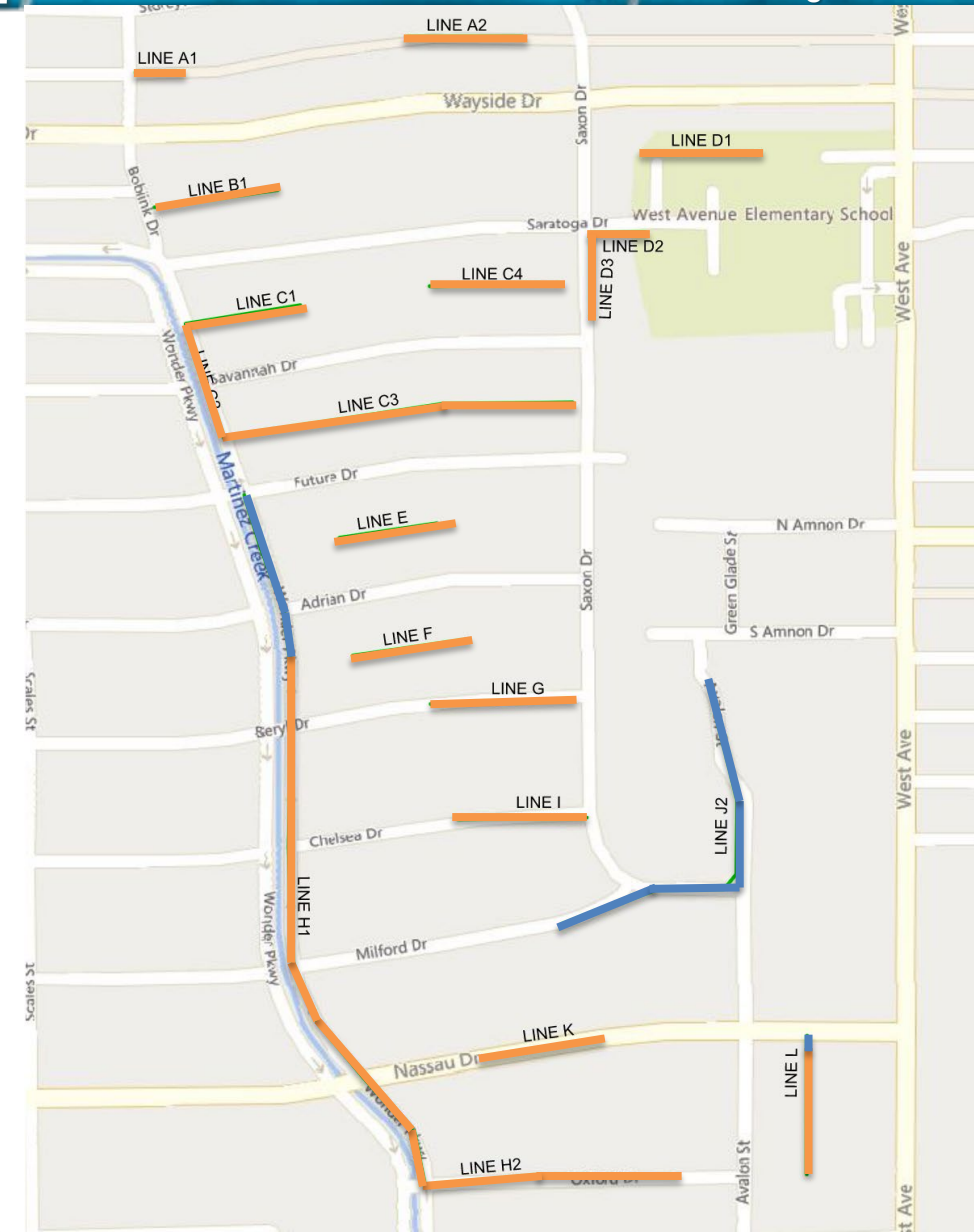 LINE A2
LINE A1
Wayside Dr
Saxon Dr
LINE D1
Boblink Dr
LINE B1
West Avenue Elementary School
Saratoga Dr
LINE D2
LINE D3
LINE C4
LINE C1
West Ave
Wonder Pkwy
Savannah Dr
LINE C3
Martinez Creek
Future Dr
LINE E
N Amnon Dr
Green Glade St
Saxon Dr
Adrian Dr
S Amnon Dr
LINE F
LINE G
Scales St
Beryl Dr
West Ave
LINE I
LINE J2
Chelsea Dr
LINE H1
Wonder Pkwy
Milford Dr
Scales St
LINE K
Nassau Dr
LINE L
LINE H2
Oxford Dr
Avalon St